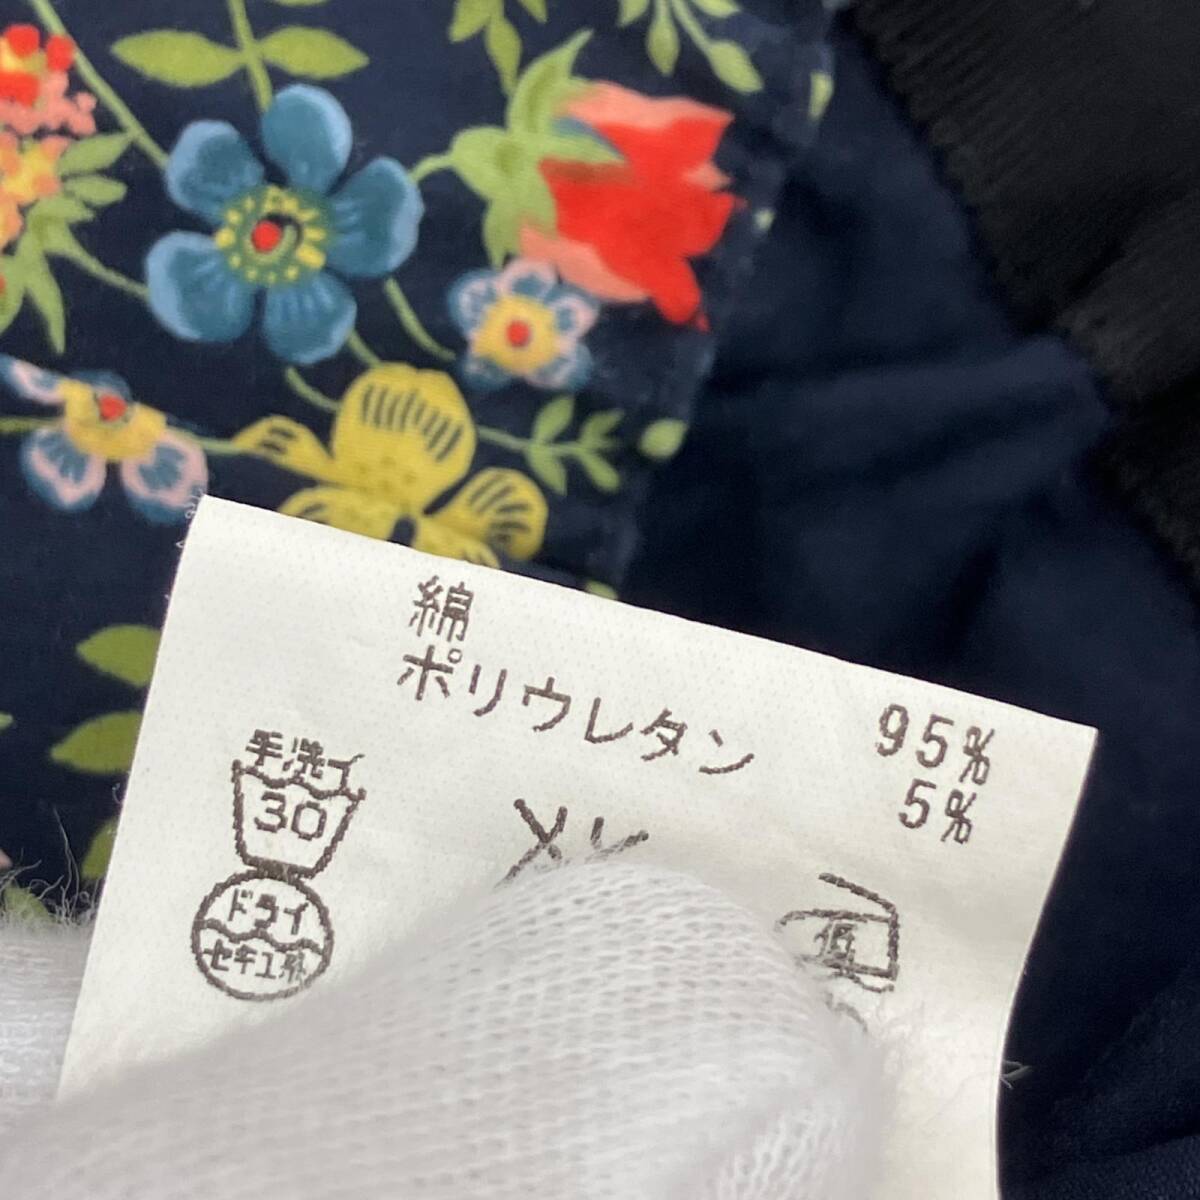 綿 95%
ポリウレタン 5%
手洗イ
30
ドライ
セキユ系
低